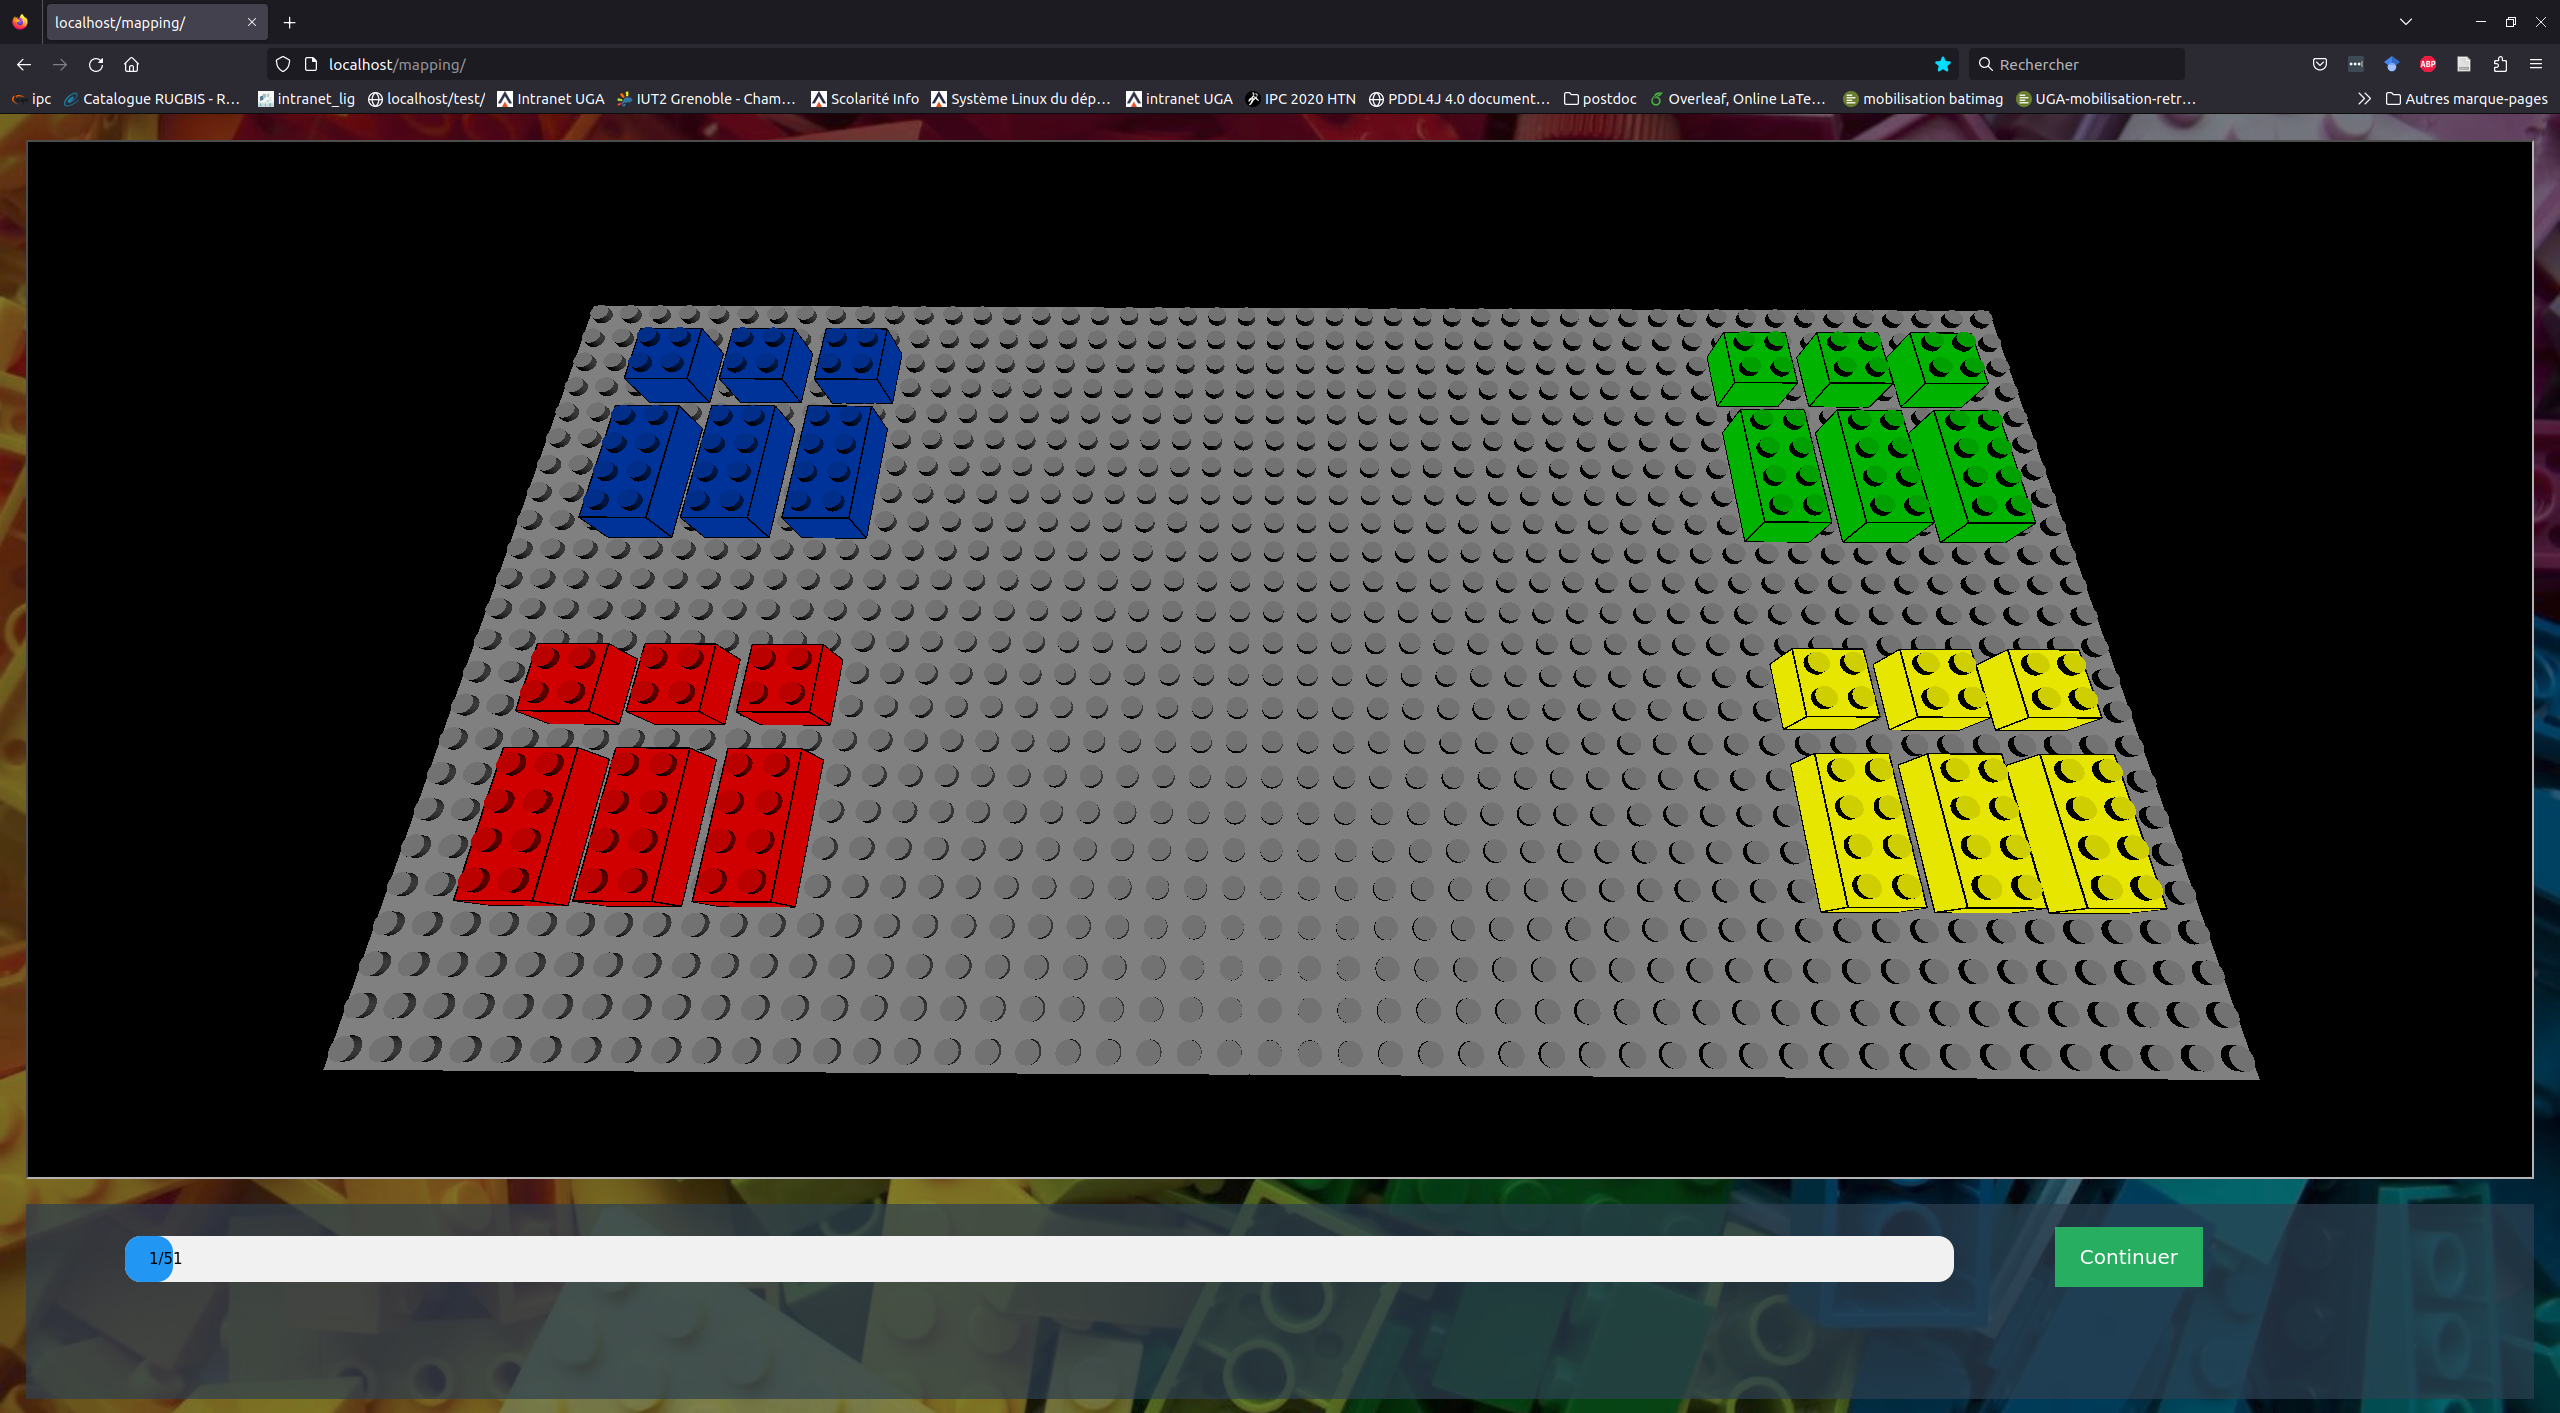 localhost/mapping/
localhost/mapping/
Rechercher
ABP
ipc
Catalogue RUGBIS - R…
intranet_lig
localhost/test/
Intranet UGA
IUT2 Grenoble - Cham…
Scolarité Info
Système Linux du dép…
intranet UGA
IPC 2020 HTN
PDDL4J 4.0 document…
postdoc
Overleaf, Online LaTe…
mobilisation batimag
UGA-mobilisation-retr…
Autres marque-pages
1/51
Continuer